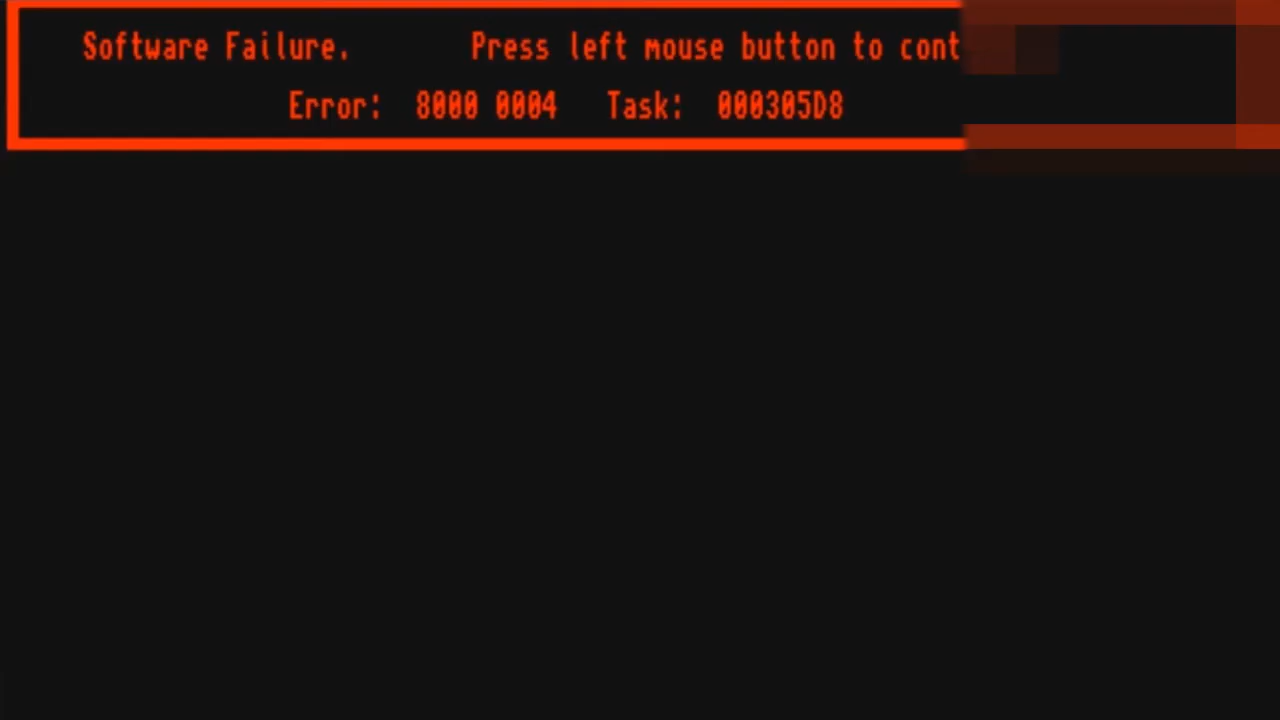 Software Failure. Press left mouse button to cont
Error: 8000 0004 Task: 000305D8